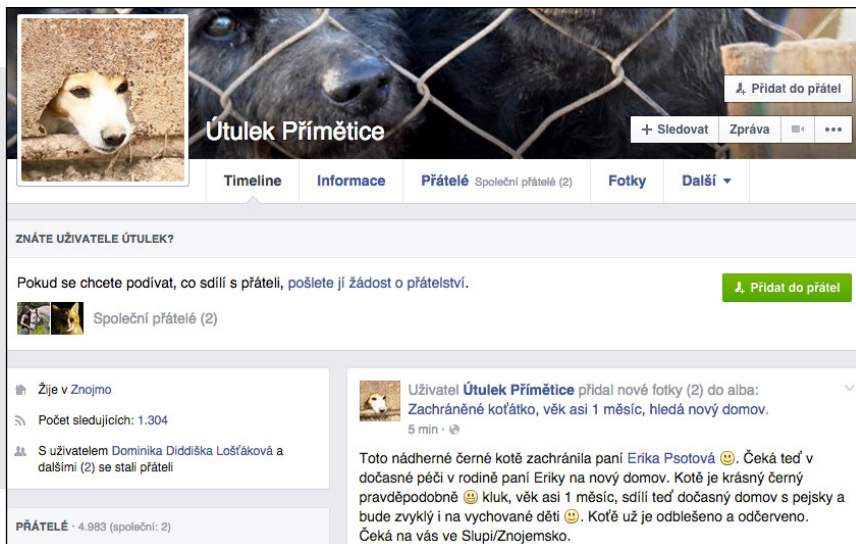 Přidat do přátel
Útulek Přímětice
+ Sledovat Zpráva •••
Timeline Informace Přátelé Společní přátelé (2) Fotky Další
ZNÁTE UŽIVATELE ÚTULEK?
Pokud se chcete podívat, co sdílí s přáteli, pošlete jí žádost o přátelství.
Přidat do přátel
Společní přátelé (2)
Žije v Znojmo
Počet sledujících: 1.304
S uživatelem Dominika Diddiška Lošťáková a
dalšími (2) se stali přáteli
PŘÁTELÉ · 4.983 (společní: 2)
Uživatel Útulek Přímětice přidal nové fotky (2) do alba:
Zachráněné koťátko, věk asi 1 měsíc, hledá nový domov.
5 min ·
Toto nádherné černé kotě zachránila paní Erika Psotová 😃. Čeká teď v
dočasné péči v rodině paní Eriky na nový domov. Kotě je krásný černý
pravděpodobně 😃 kluk, věk asi 1 měsíc, sdílí teď dočasný domov s pejsky a
bude zvyklý i na vychované děti 😃. Koťě už je odblešeno a odčerveno.
Čeká na vás ve Slupi/Znojemsko.